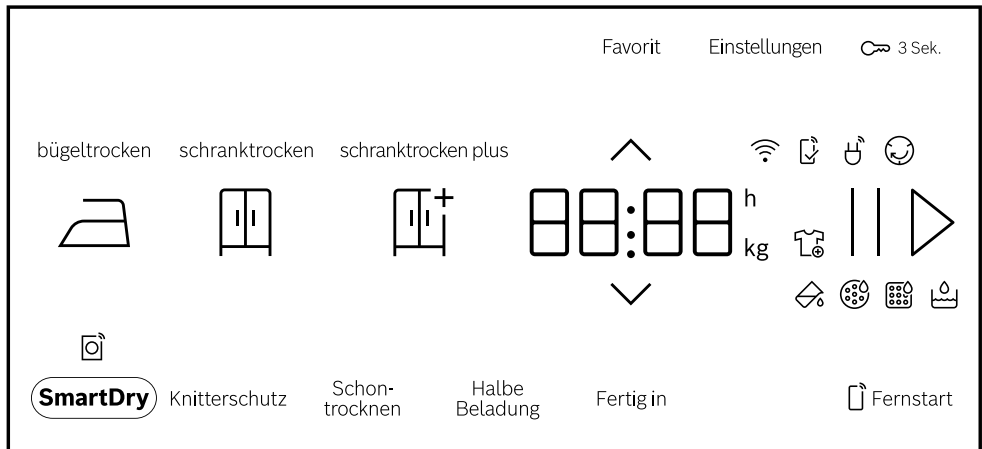 Favorit Einstellungen 3 Sek.
bügeltrocken schranktrocken schranktrocken plus
88:88 h
kg
SmartDry Knitterschutz Schon-
trocknen Halbe
Beladung Fertig in Fernstart